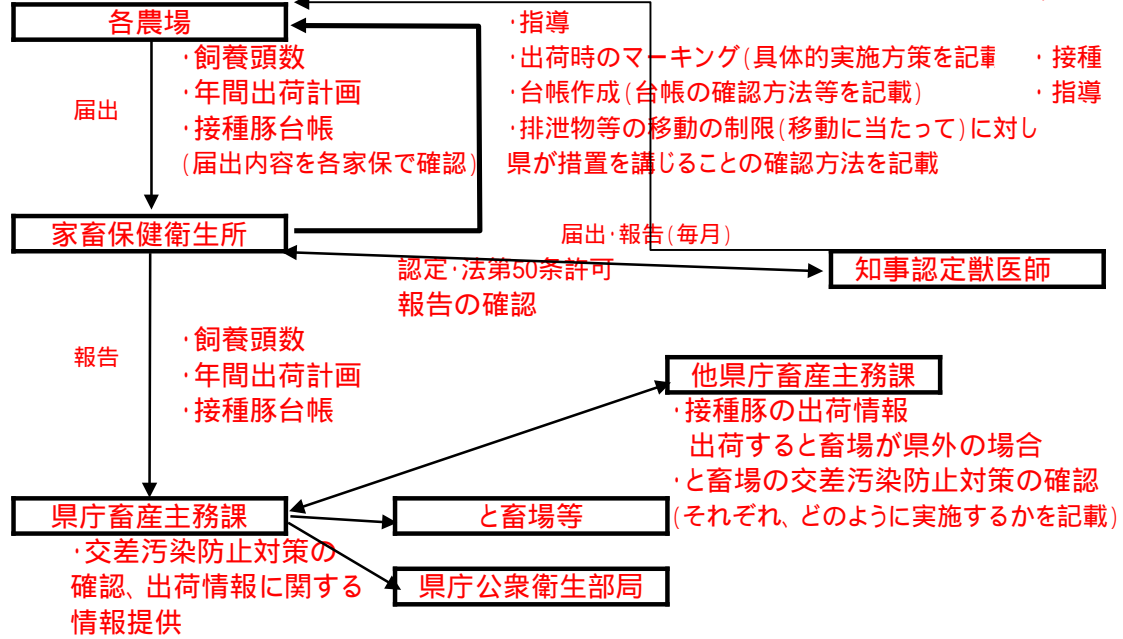 各農場
・飼養頭数
・年間出荷計画
・接種豚台帳
(届出内容を各家保で確認)
届出
・指導
・出荷時のマーキング(具体的実施方策を記載
・台帳作成(台帳の確認方法等を記載)
・排泄物等の移動の制限(移動に当たって)に対し
県が措置を講じることの確認方法を記載
・接種
・指導
家畜保健衛生所
届出・報告(毎月)
認定・法第50条許可
報告の確認
知事認定獣医師
報告
・飼養頭数
・年間出荷計画
・接種豚台帳
他県庁畜産主務課
・接種豚の出荷情報
出荷すると畜場が県外の場合
・と畜場の交差汚染防止対策の確認
(それぞれ、どのように実施するかを記載)
県庁畜産主務課
と畜場等
・交差汚染防止対策の
確認、出荷情報に関する
情報提供
県庁公衆衛生部局